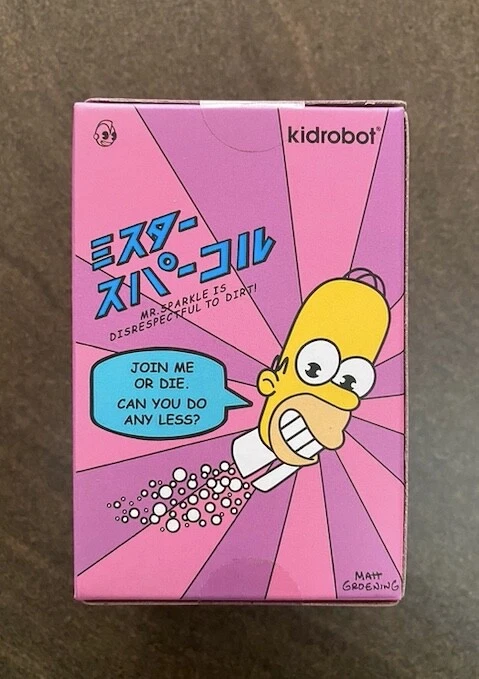 kidrobot®
ミスター
スパーコル
MR.SPARKLE IS
DISRESPECTFUL TO DIRT!
JOIN ME
OR DIE.
CAN YOU DO
ANY LESS?
MATT
GROENING